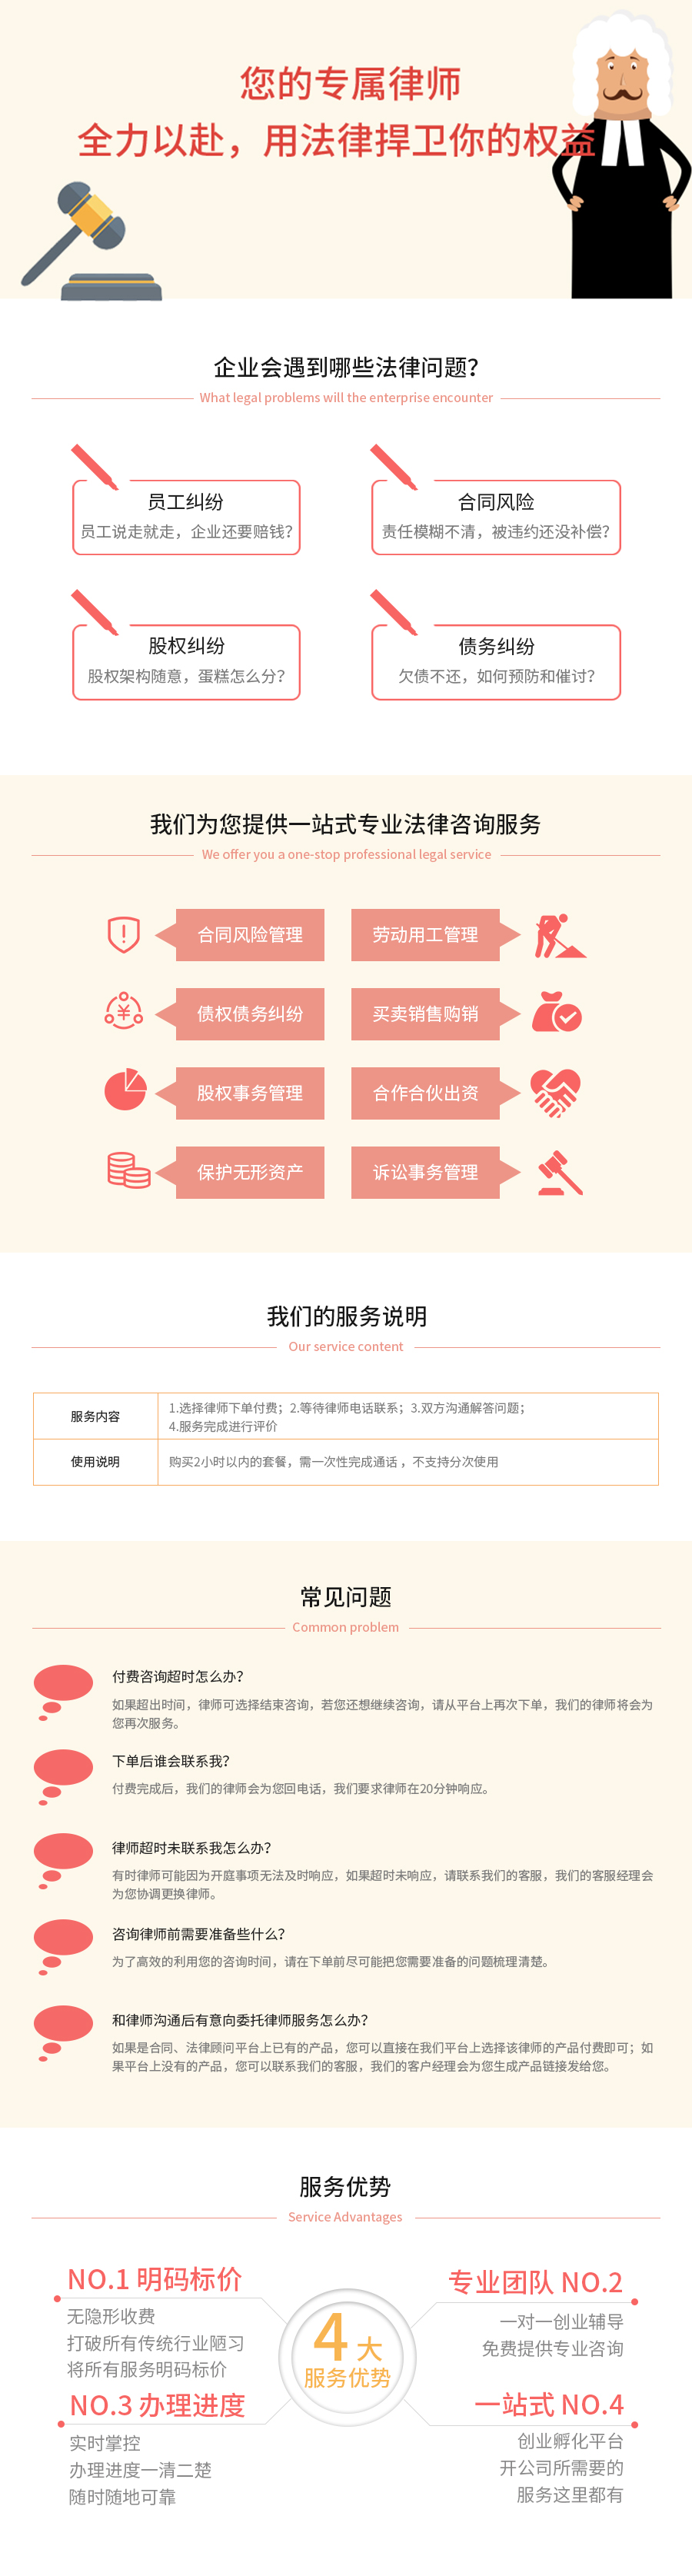 您的专属律师
全力以赴，用法律捍卫你的权益
企业会遇到哪些法律问题？
What legal problems will the enterprise encounter
员工纠纷
员工说走就走，企业还要赔钱？
合同风险
责任模糊不清，被违约还没补偿？
股权纠纷
股权架构随意，蛋糕怎么分？
债务纠纷
欠债不还，如何预防和催讨？
我们为您提供一站式专业法律咨询服务
We offer you a one-stop professional legal service
合同风险管理
劳动用工管理
债权债务纠纷
买卖销售购销
股权事务管理
合作合伙出资
保护无形资产
诉讼事务管理
我们的服务说明
Our service content
服务内容
1.选择律师下单付费；2.等待律师电话联系；3.双方沟通解答问题；
4.服务完成进行评价
使用说明
购买2小时以内的套餐，需一次性完成通话 ，不支持分次使用
常见问题
Common problem
付费咨询超时怎么办？
如果超出时间，律师可选择结束咨询，若您还想继续咨询，请从平台上再次下单，我们的律师将会为
您再次服务。
下单后谁会联系我？
付费完成后，我们的律师会为您回电话，我们要求律师在20分钟响应。
律师超时未联系我怎么办？
有时律师可能因为开庭事项无法及时响应，如果超时未响应，请联系我们的客服，我们的客服经理会
为您协调更换律师。
咨询律师前需要准备些什么？
为了高效的利用您的咨询时间，请在下单前尽可能把您需要准备的问题梳理清楚。
和律师沟通后有意向委托律师服务怎么办？
如果是合同、法律顾问平台上已有的产品，您可以直接在我们平台上选择该律师的产品付费即可；如
果平台上没有的产品，您可以联系我们的客服，我们的客户经理会为您生成产品链接发给您。
服务优势
Service Advantages
NO.1 明码标价
无隐形收费
打破所有传统行业陋习
将所有服务明码标价
专业团队 NO.2
一对一创业辅导
免费提供专业咨询
4大
服务优势
NO.3 办理进度
实时掌控
办理进度一清二楚
随时随地可靠
一站式 NO.4
创业孵化平台
开公司所需要的
服务这里都有